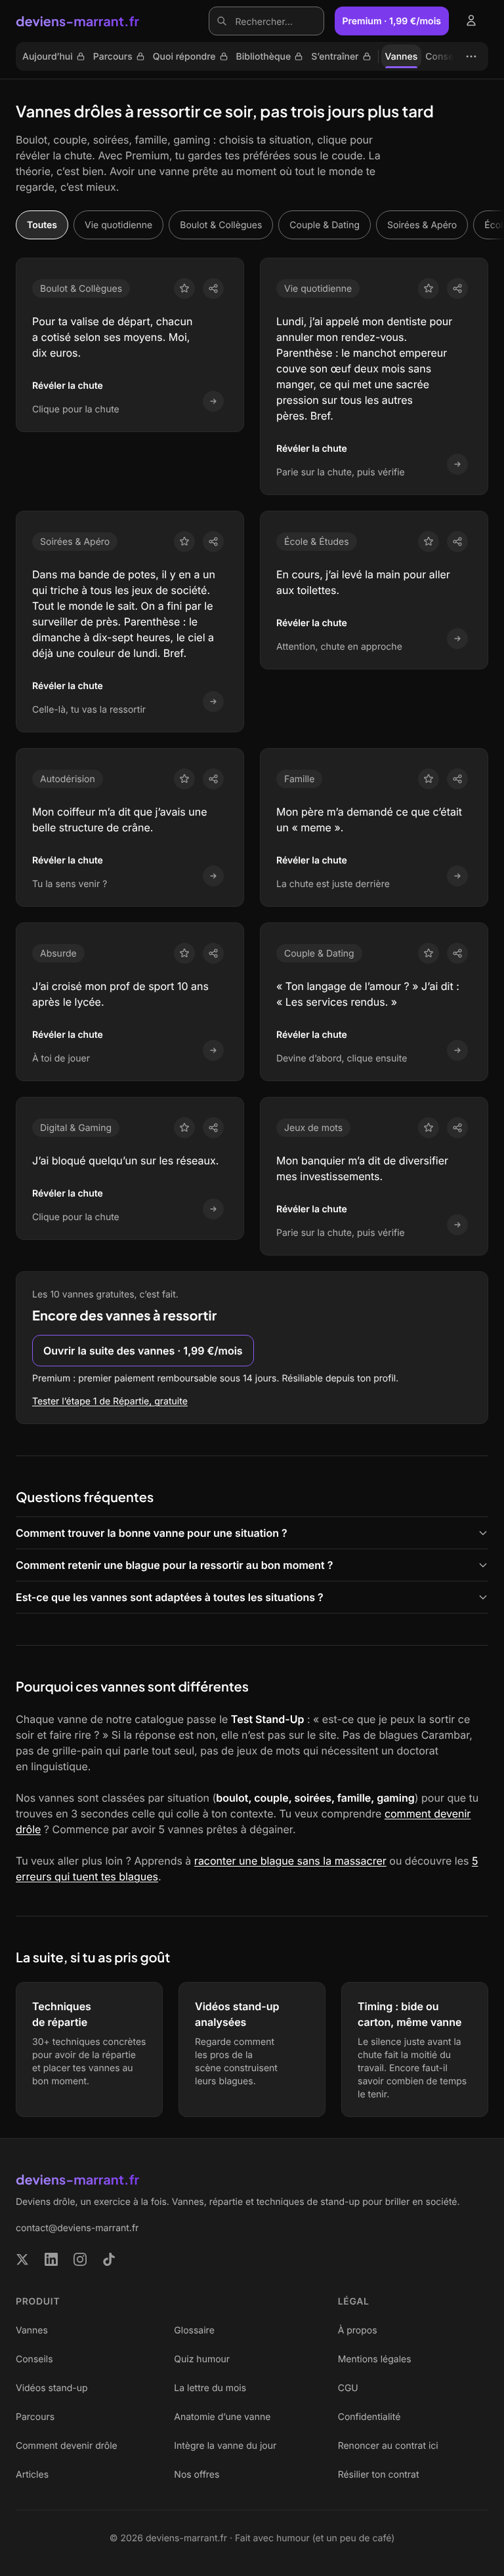 deviens-marrant.fr
Rechercher...
Premium · 1,99 €/mois
Aujourd'hui
Parcours
Quoi répondre
Bibliothèque
S'entraîner
Vannes
Vannes drôles à ressortir ce soir, pas trois jours plus tard
Boulot, couple, soirées, famille, gaming : choisis ta situation, clique pour
révéler la chute. Avec Premium, tu gardes tes préférées sous le coude. La
théorie, c'est bien. Avoir une vanne prête au moment où tout le monde te
regarde, c'est mieux.
Toutes
Vie quotidienne
Boulot & Collègues
Couple & Dating
Soirées & Apéro
Boulot & Collègues
Pour ta valise de départ, chacun
a cotisé selon ses moyens. Moi,
dix euros.
Révéler la chute
Clique pour la chute
Vie quotidienne
Lundi, j'ai appelé mon dentiste pour
annuler mon rendez-vous.
Parenthèse : le manchot empereur
couve son œuf deux mois sans
manger, ce qui met une sacrée
pression sur tous les autres
pères. Bref.
Révéler la chute
Parie sur la chute, puis vérifie
Soirées & Apéro
Dans ma bande de potes, il y en a un
qui triche à tous les jeux de société.
Tout le monde le sait. On a fini par le
surveiller de près. Parenthèse : le
dimanche à dix-sept heures, le ciel a
déjà une couleur de lundi. Bref.
Révéler la chute
Celle-là, tu vas la ressortir
École & Études
En cours, j'ai levé la main pour aller
aux toilettes.
Révéler la chute
Attention, chute en approche
Autodérision
Mon coiffeur m'a dit que j'avais une
belle structure de crâne.
Révéler la chute
Tu la sens venir ?
Famille
Mon père m'a demandé ce que c'était
un « meme ».
Révéler la chute
La chute est juste derrière
Absurde
J'ai croisé mon prof de sport 10 ans
après le lycée.
Révéler la chute
À toi de jouer
Couple & Dating
« Ton langage de l'amour ? » J'ai dit :
« Les services rendus. »
Révéler la chute
Devine d'abord, clique ensuite
Digital & Gaming
J'ai bloqué quelqu'un sur les réseaux.
Révéler la chute
Clique pour la chute
Jeux de mots
Mon banquier m'a dit de diversifier
mes investissements.
Révéler la chute
Parie sur la chute, puis vérifie
Les 10 vannes gratuites, c'est fait.
Encore des vannes à ressortir
Ouvrir la suite des vannes · 1,99 €/mois
Premium : premier paiement remboursable sous 14 jours. Résiliable depuis ton profil.
Tester l'étape 1 de Répartie, gratuite
Questions fréquentes
Comment trouver la bonne vanne pour une situation ?
Comment retenir une blague pour la ressortir au bon moment ?
Est-ce que les vannes sont adaptées à toutes les situations ?
Pourquoi ces vannes sont différentes
Chaque vanne de notre catalogue passe le Test Stand-Up : « est-ce que je peux la sortir ce
soir et faire rire ? » Si la réponse est non, elle n'est pas sur le site. Pas de blagues Carambar,
pas de grille-pain qui parle tout seul, pas de jeux de mots qui nécessitent un doctorat
en linguistique.
Nos vannes sont classées par situation (boulot, couple, soirées, famille, gaming) pour que tu
trouves en 3 secondes celle qui colle à ton contexte. Tu veux comprendre comment devenir
drôle ? Commence par avoir 5 vannes prêtes à dégainer.
Tu veux aller plus loin ? Apprends à raconter une blague sans la massacrer ou découvre les 5
erreurs qui tuent tes blagues.
La suite, si tu as pris goût
Techniques
de répartie
30+ techniques concrètes
pour avoir de la répartie
et placer tes vannes au
bon moment.
Vidéos stand-up
analysées
Regarde comment
les pros de la
scène construisent
leurs blagues.
Timing : bide ou
carton, même vanne
Le silence juste avant la
chute fait la moitié du
travail. Encore faut-il
savoir combien de temps
le tenir.
deviens-marrant.fr
Deviens drôle, un exercice à la fois. Vannes, répartie et techniques de stand-up pour briller en société.
contact@deviens-marrant.fr
PRODUIT
LÉGAL
Vannes
Glossaire
À propos
Conseils
Quiz humour
Mentions légales
Vidéos stand-up
La lettre du mois
CGU
Parcours
Anatomie d'une vanne
Confidentialité
Comment devenir drôle
Intègre la vanne du jour
Renoncer au contrat ici
Articles
Nos offres
Résilier ton contrat
© 2026 deviens-marrant.fr · Fait avec humour (et un peu de café)